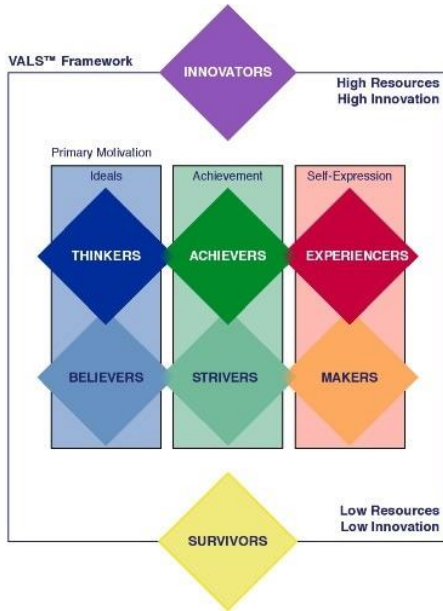 VALS™ Framework
INNOVATORS
High Resources
High Innovation
Primary Motivation
Ideals
Achievement
Self-Expression
THINKERS
ACHIEVERS
EXPERIENCERS
BELIEVERS
STRIVERS
MAKERS
Low Resources
Low Innovation
SURVIVORS